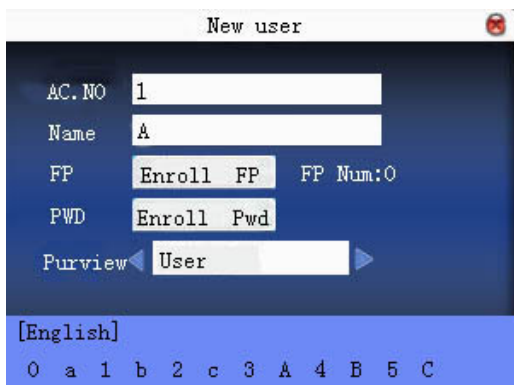 New user
AC.NO 1
Name A
FP Enroll FP FP Num:0
PWD Enroll Pwd
Purview User
[English]
0 a 1 b 2 c 3 A 4 B 5 C